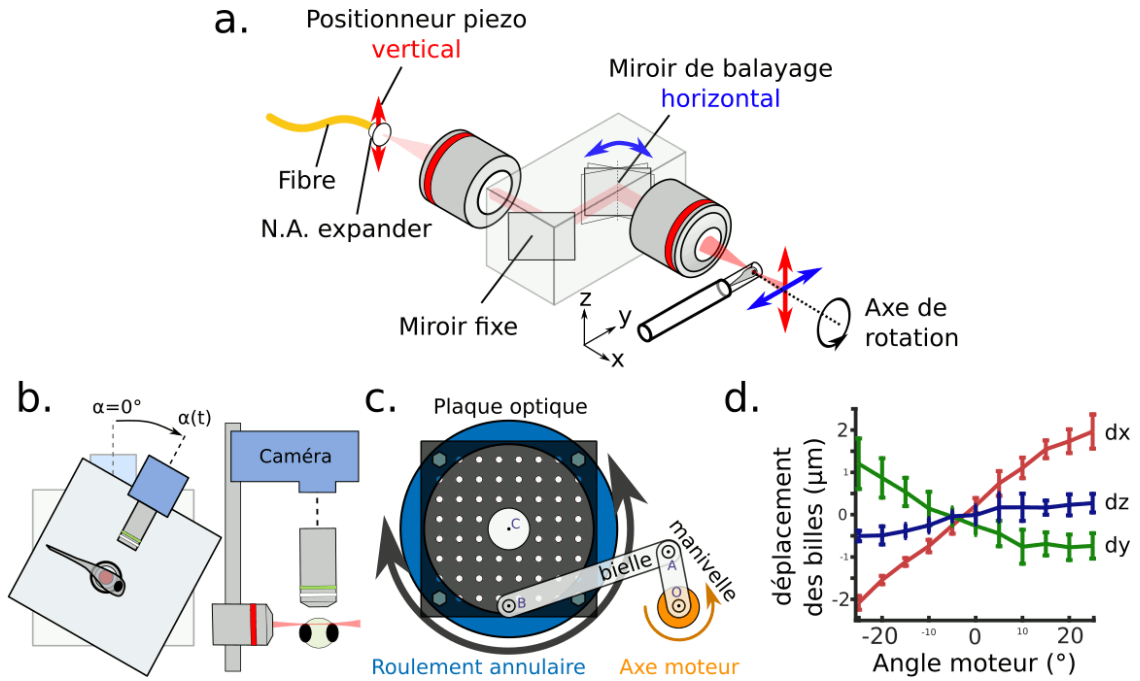 a.
Positionneur piezo
vertical
Miroir de balayage
horizontal
Fibre
N.A. expander
Miroir fixe
z
y
x
Axe de
rotation
b.
α=0°
α(t)
Caméra
c.
Plaque optique
C
bielle
manivelle
A
B
O
Roulement annulaire
Axe moteur
d.
déplacement
des billes (μm)
2
1
0
-1
-2
dx
dz
dy
-20
-10
0
10
20
Angle moteur (°)